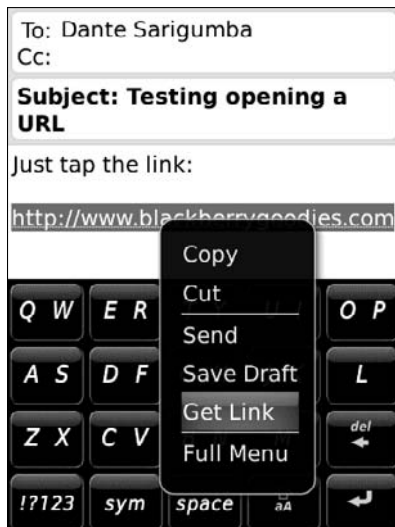 To: Dante Sarigumba
Cc:
Subject: Testing opening a
URL
Just tap the link:
http://www.blackberrygoodies.com
Copy
Cut
Send
Save Draft
Get Link
Full Menu
Q W E R O P
A S D F L
Z X C V del
!?123 sym space aA